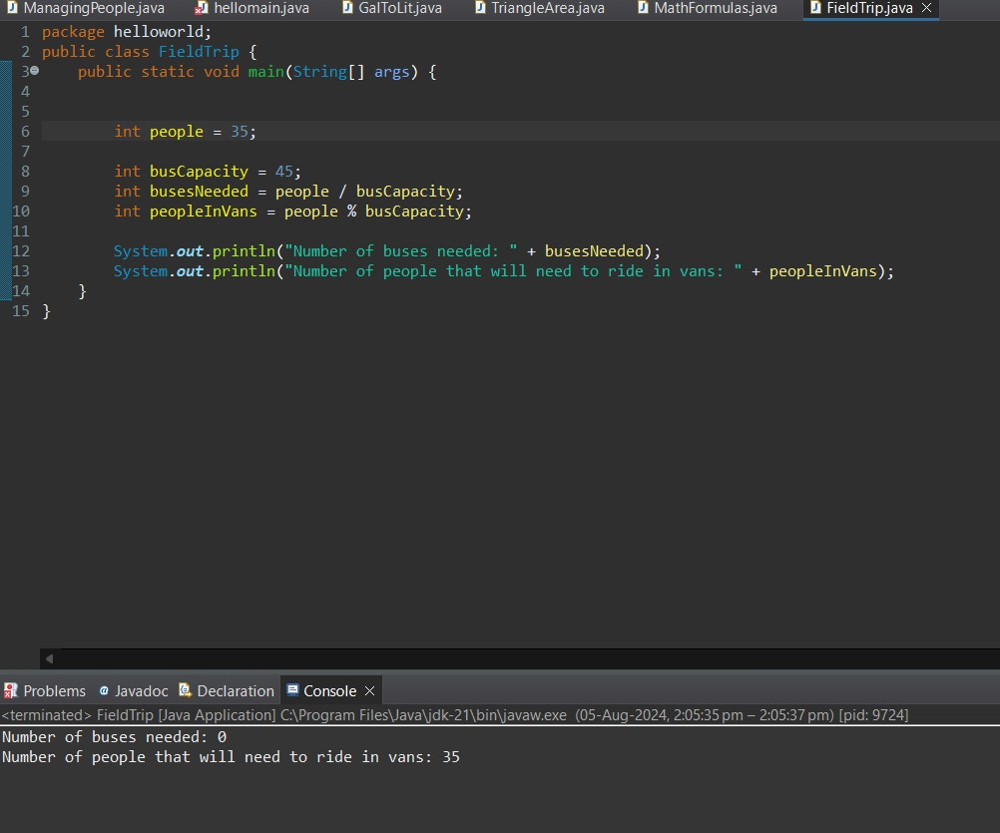 ManagingPeople.java hellomain.java GalToLit.java TriangleArea.java MathFormulas.java FieldTrip.java
1 package helloworld;
2 public class FieldTrip {
3 public static void main(String[] args) {
4
5
6 int people = 35;
7
8 int busCapacity = 45;
9 int busesNeeded = people / busCapacity;
10 int peopleInVans = people % busCapacity;
11
12 System.out.println("Number of buses needed: " + busesNeeded);
13 System.out.println("Number of people that will need to ride in vans: " + peopleInVans);
14 }
15 }
Problems @ Javadoc Declaration Console
<terminated> FieldTrip [Java Application] C:\Program Files\Java\jdk-21\bin\javaw.exe (05-Aug-2024, 2:05:35 pm – 2:05:37 pm) [pid: 9724]
Number of buses needed: 0
Number of people that will need to ride in vans: 35